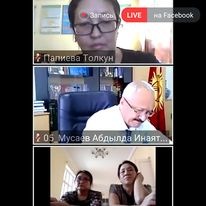 Запись
LIVE
на Facebook
Папиева Толкун
05_Мусаев Абдылда Инаят...